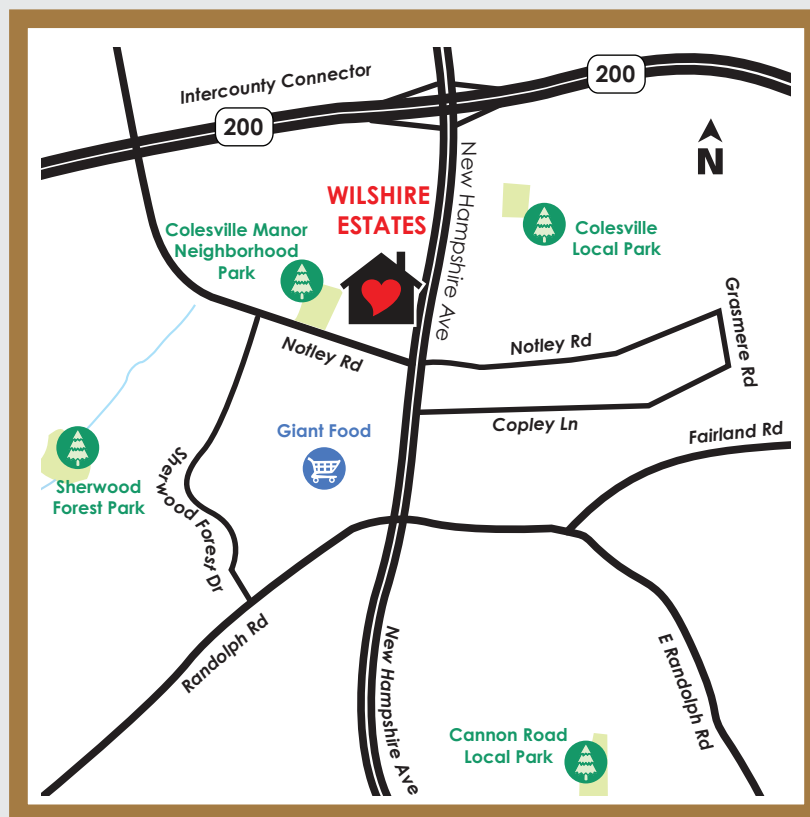 Intercounty Connector
200
200
N
New Hampshire Ave
WILSHIRE
ESTATES
Colesville Manor
Neighborhood
Park
Colesville
Local Park
Notley Rd
Notley Rd
Grasmere Rd
Copley Ln
Fairland Rd
Giant Food
Sherwood
Forest Park
Sherwood Forest Dr
Randolph Rd
New Hampshire Ave
E Randolph Rd
Cannon Road
Local Park